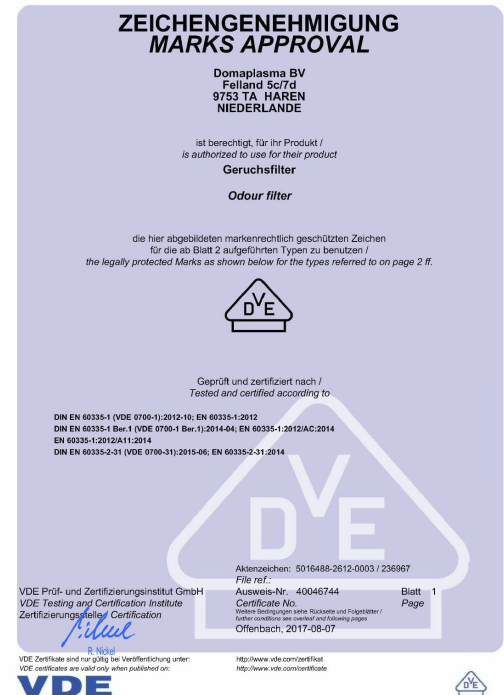 ZEICHENGENEHMIGUNG
MARKS APPROVAL
Domaplasma BV
Felland 5c/7d
9753 TA HAREN
NIEDERLANDE
ist berechtigt, für ihr Produkt /
is authorized to use for their product
Geruchsfilter
Odour filter
die hier abgebildeten markenrechtlich geschützten Zeichen
für die ab Blatt 2 aufgeführten Typen zu benutzen /
the legally protected Marks as shown below for the types referred to on page 2 ff.
DVE
Geprüft und zertifiziert nach /
Tested and certified according to
DIN EN 60335-1 (VDE 0700-1):2012-10; EN 60335-1:2012
DIN EN 60335-1 Ber.1 (VDE 0700-1 Ber.1):2014-04; EN 60335-1:2012/AC:2014
EN 60335-1:2012/A11:2014
DIN EN 60335-2-31 (VDE 0700-31):2015-06; EN 60335-2-31:2014
DVE
Aktenzeichen: 5016488-2612-0003 / 236967
File ref.:
VDE Prüf- und Zertifizierungsinstitut GmbH Ausweis-Nr. 40046744 Blatt 1
VDE Testing and Certification Institute Certificate No. Page
Zertifizierungsstelle / Certification
Weitere Bedingungen siehe Rückseite und Folgeblätter /
further conditions see overleaf and following pages
Offenbach, 2017-08-07
R. Nickel
VDE Zertifikate sind nur gültig bei Veröffentlichung unter: http://www.vde.com/zertifikat
VDE certificates are valid only when published on: http://www.vde.com/certificate
VDE
DVE